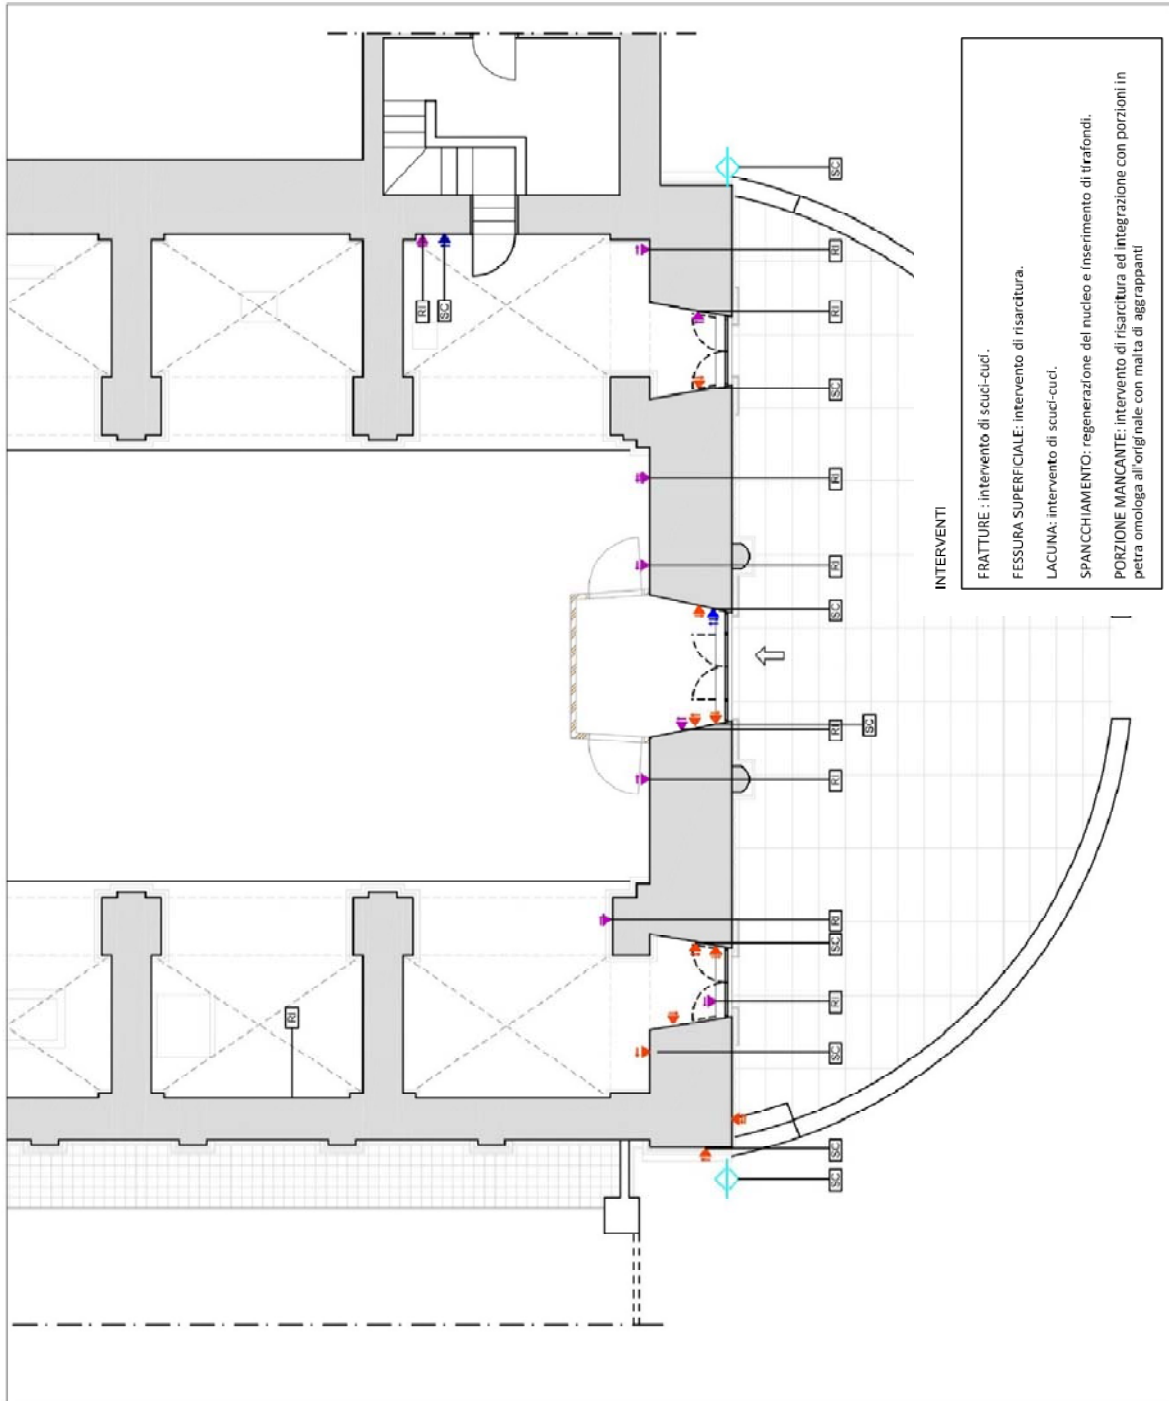 SC
RI
RI
SC
RI
RI
SC
RI
RI
SC
RI
SC
RI
RI
SC
RI
RI
SC
SC
SC
INTERVENTI
FRATTURE : intervento di scuci-cuci.
FESSURA SUPERFICIALE: intervento di risarcitura.
LACUNA: intervento di scuci-cuci.
SPANCCHIAMENTO: regenerazione del nucleo e inserimento di tirafondi.
PORZIONE MANCANTE: intervento di risarcitura ed integrazione con porzioni in
petra omologa all'originale con malta di aggrappanti